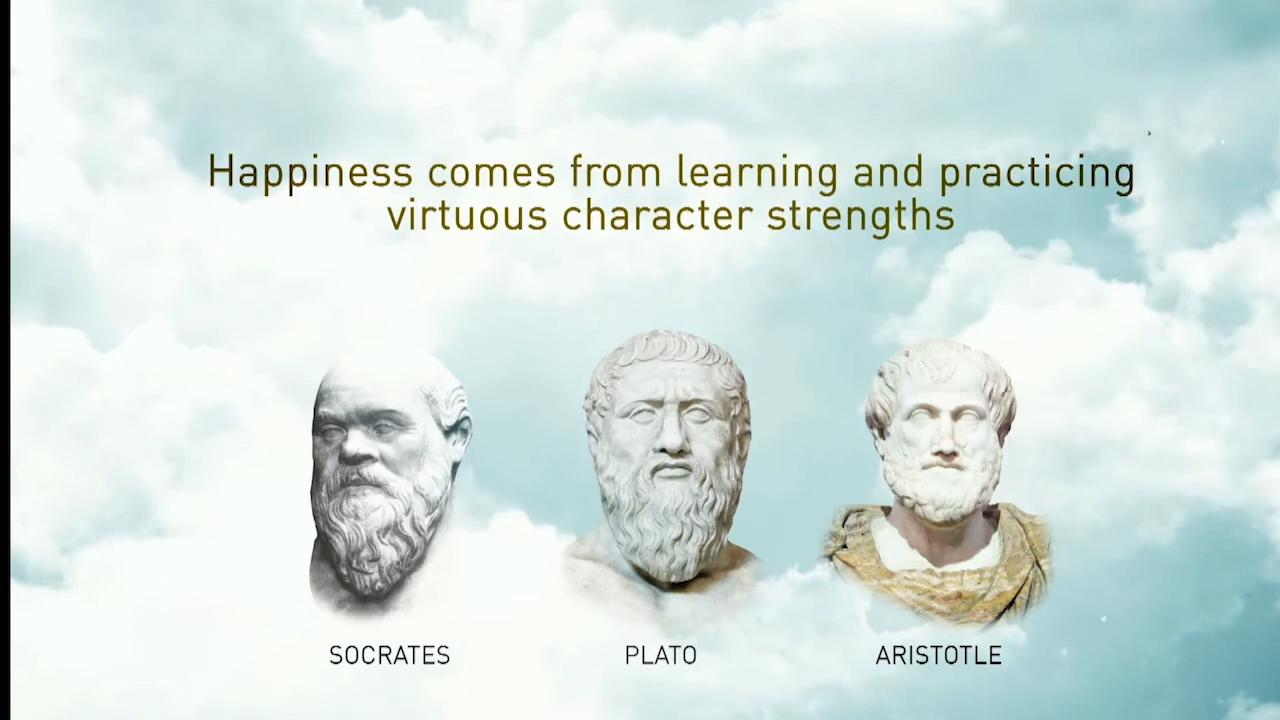 Happiness comes from learning and practicing
virtuous character strengths
SOCRATES
PLATO
ARISTOTLE